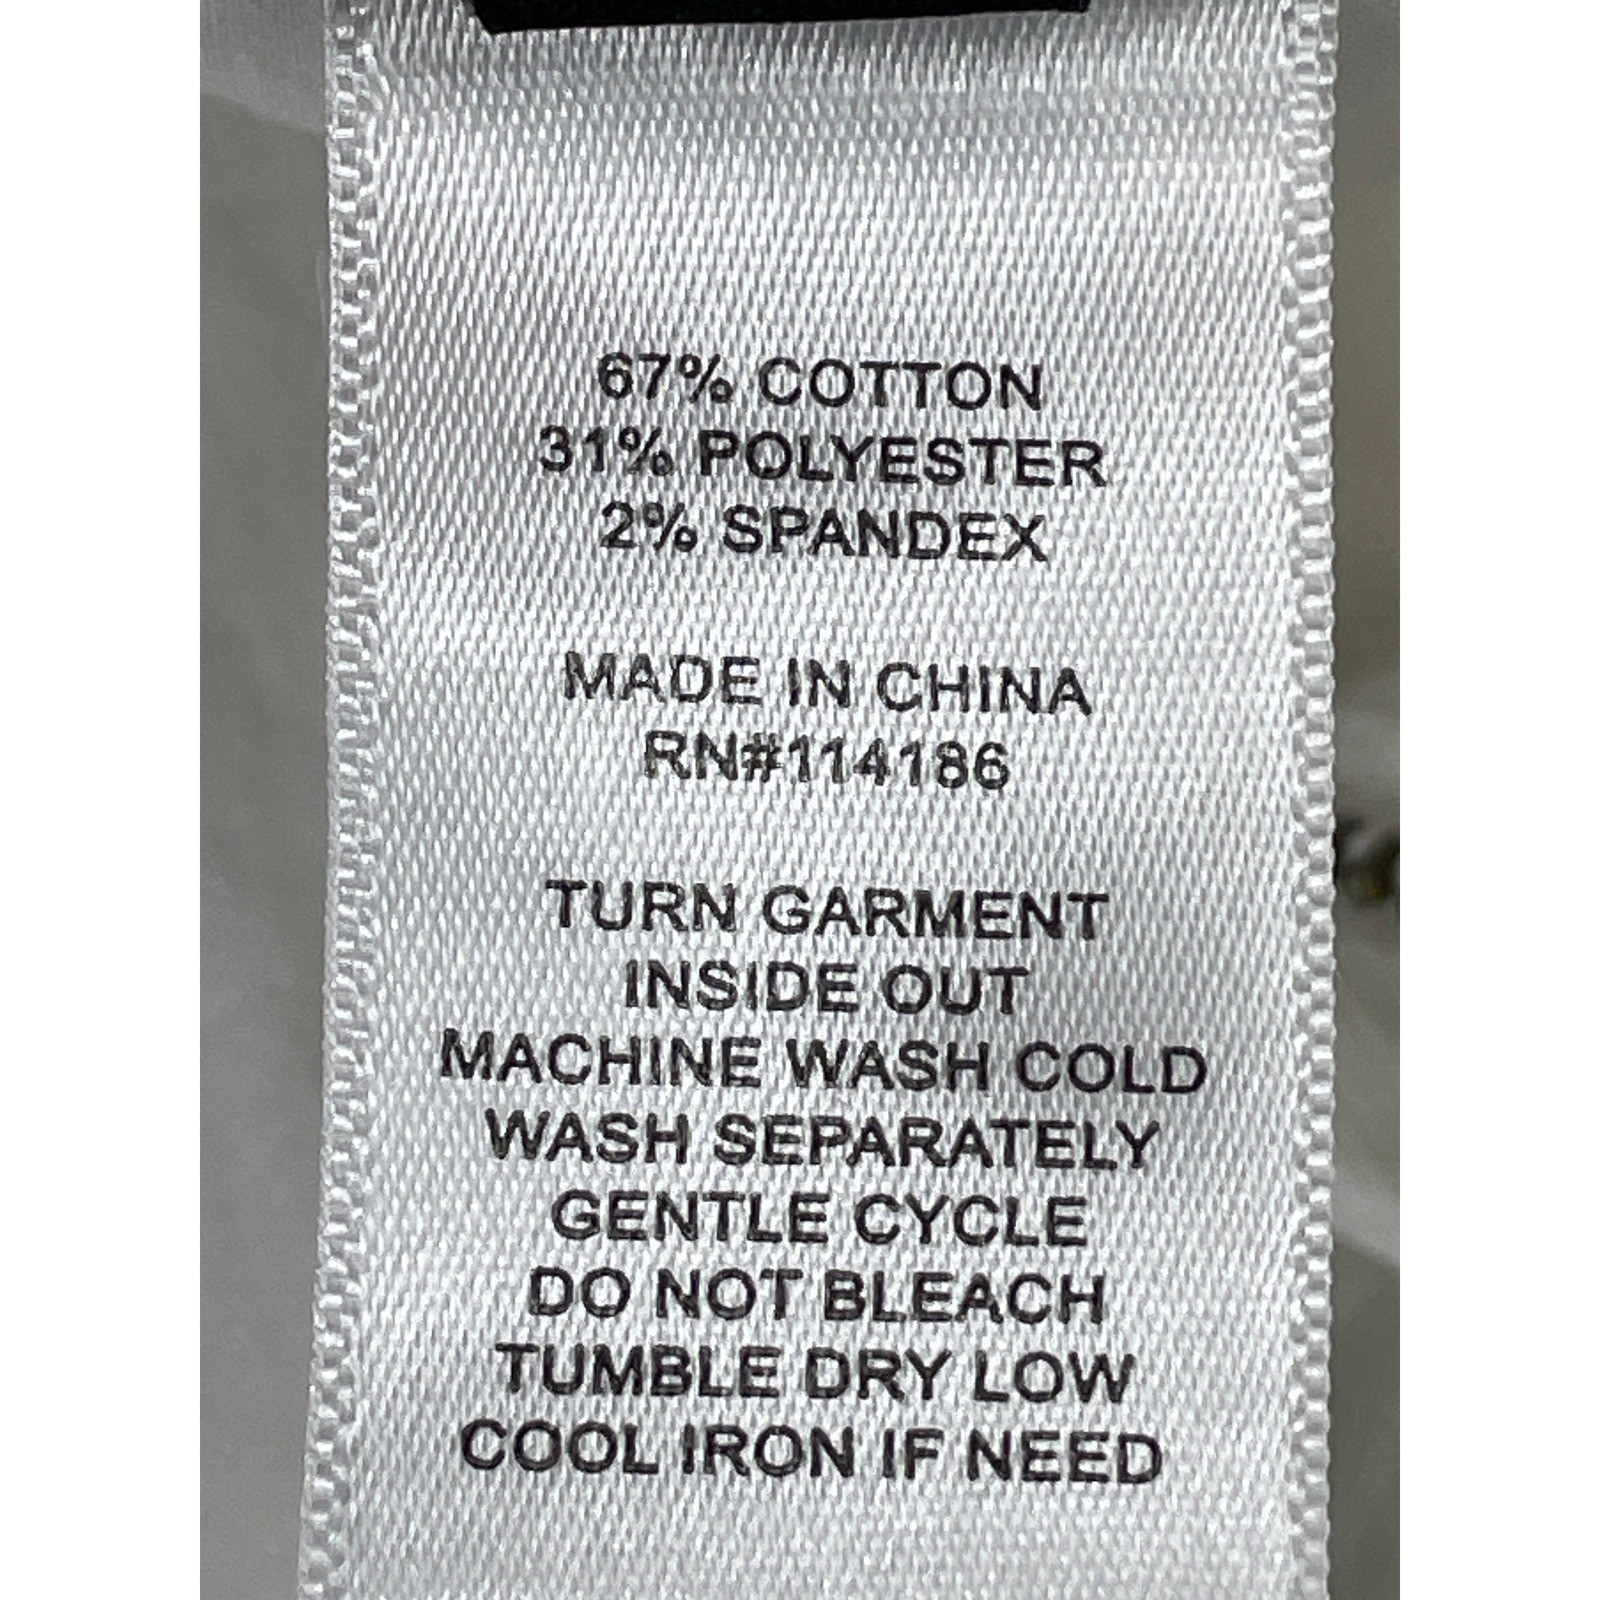 67% COTTON
31% POLYESTER
2% SPANDEX
MADE IN CHINA
RN#114186
TURN GARMENT
INSIDE OUT
MACHINE WASH COLD
WASH SEPARATELY
GENTLE CYCLE
DO NOT BLEACH
TUMBLE DRY LOW
COOL IRON IF NEED